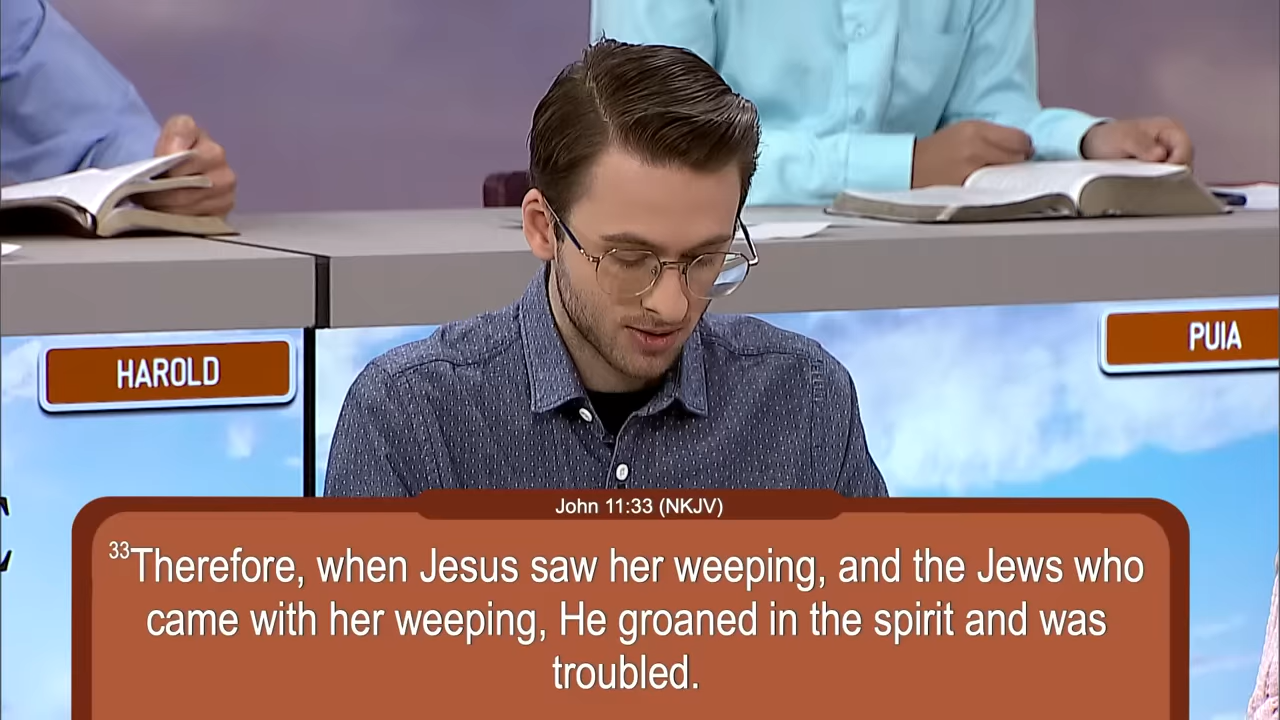 HAROLD
PUIA
John 11:33 (NKJV)
33Therefore, when Jesus saw her weeping, and the Jews who
came with her weeping, He groaned in the spirit and was
troubled.